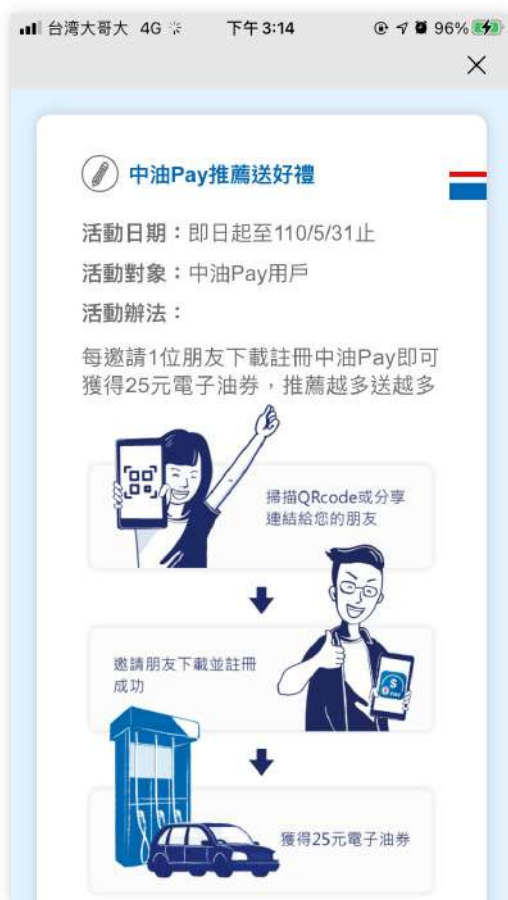 台湾大哥大 4G 下午3:14 96%
中油Pay推薦送好禮
活動日期：即日起至110/5/31止
活動對象：中油Pay用戶
活動辦法：
每邀請1位朋友下載註冊中油Pay即可
獲得25元電子油券，推薦越多送越多
掃描QRcode或分享
連結給您的朋友
邀請朋友下載並註冊
成功
獲得25元電子油券